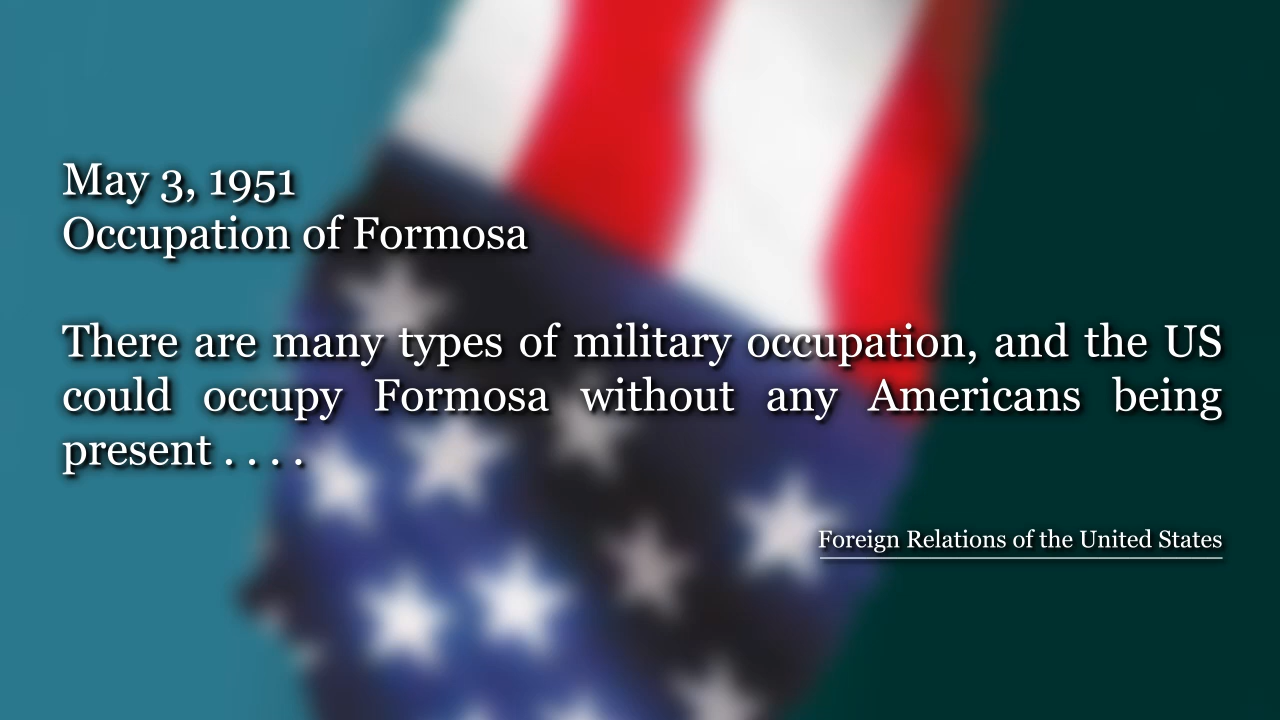 May 3, 1951
Occupation of Formosa
There are many types of military occupation, and the US
could occupy Formosa without any Americans being
present . . . .
Foreign Relations of the United States